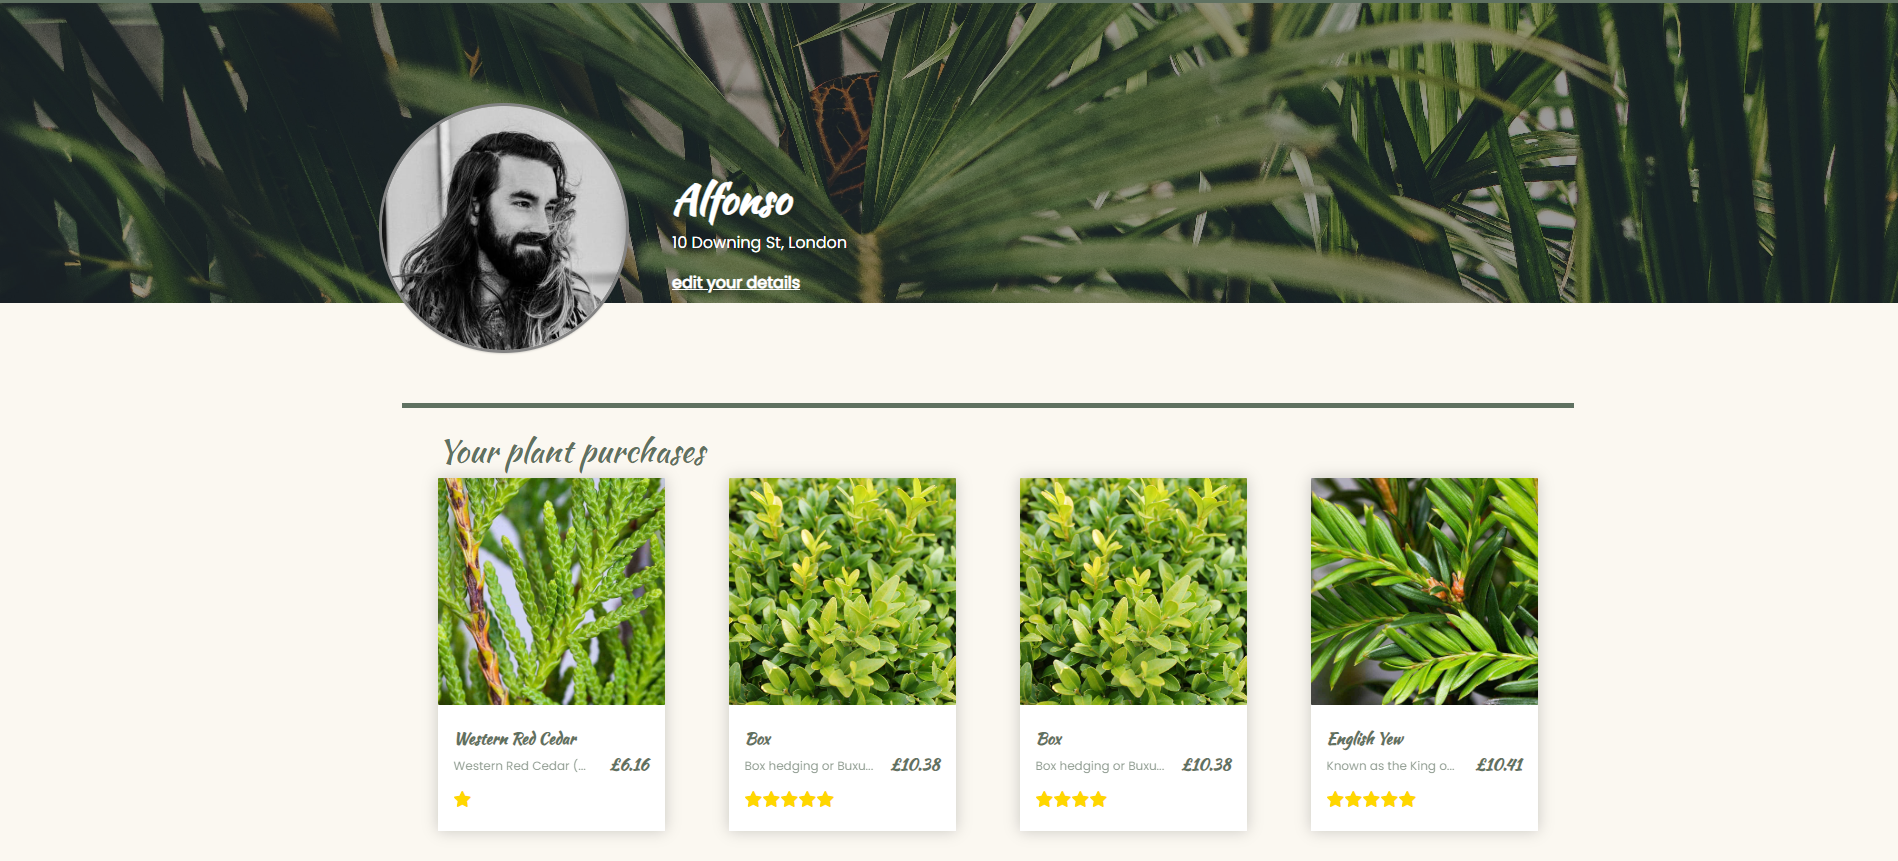 Alfonso
10 Downing St, London
edit your details
Your plant purchases
Western Red Cedar
Western Red Cedar (...
£6.16
Box
Box hedging or Buxu...
£10.38
Box
Box hedging or Buxu...
£10.38
English Yew
Known as the King o...
£10.41